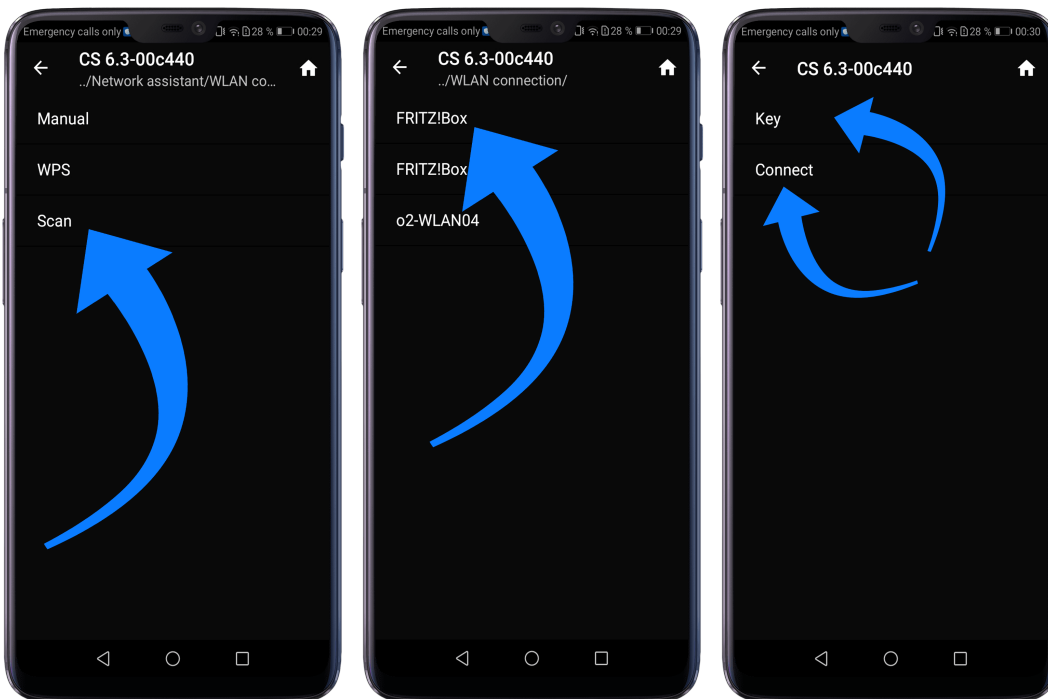 Emergency calls only 28 % 00:29
CS 6.3-00c440
../Network assistant/WLAN co...
Manual
WPS
Scan
Emergency calls only 28 % 00:29
CS 6.3-00c440
../WLAN connection/
FRITZ!Box
FRITZ!Box
o2-WLAN04
Emergency calls only 28 % 00:30
CS 6.3-00c440
Key
Connect